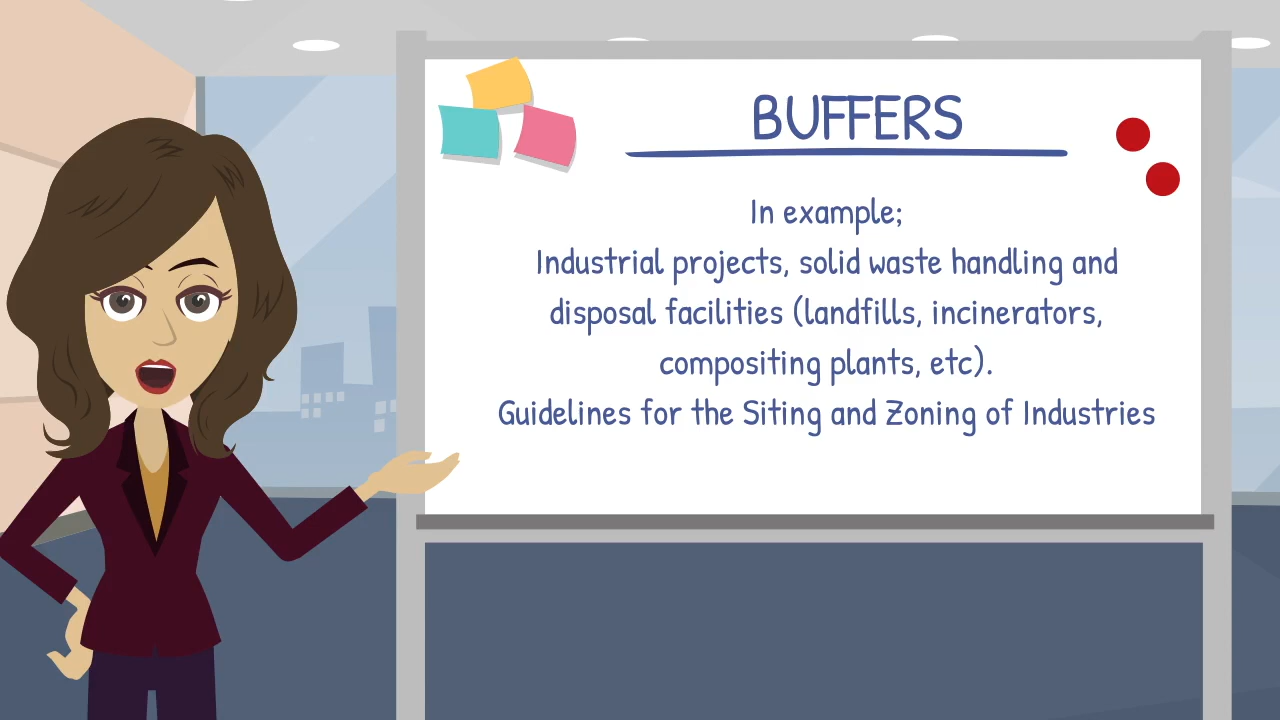 BUFFERS
In example;
Industrial projects, solid waste handling and
disposal facilities (landfills, incinerators,
compositing plants, etc).
Guidelines for the Siting and Zoning of Industries